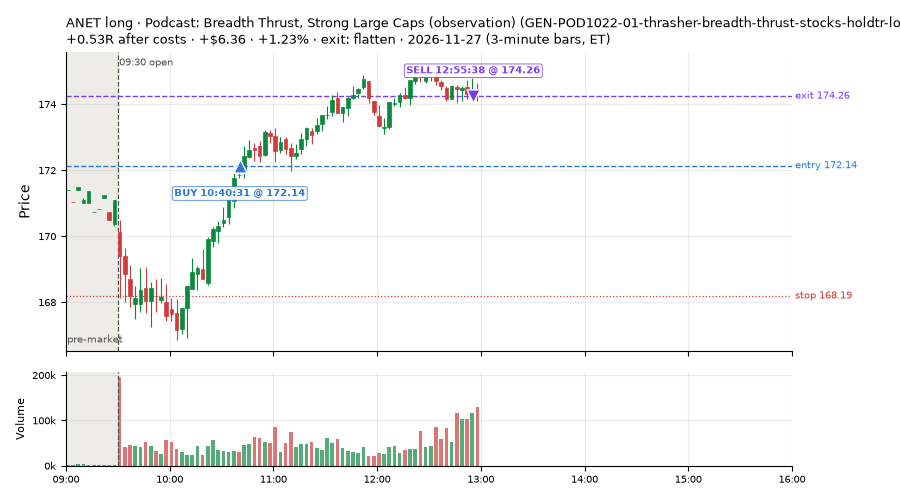 ANET long · Podcast: Breadth Thrust, Strong Large Caps (observation) (GEN-POD1022-01-thrasher-breadth-thrust-stocks-holdtr-lo
+0.53R after costs · +$6.36 · +1.23% · exit: flatten · 2026-11-27 (3-minute bars, ET)
09:30 open
SELL 12:55:38 @ 174.26
174
exit 174.26
172
entry 172.14
BUY 10:40:31 @ 172.14
Price
170
168
stop 168.19
pre-market
200k
100k
0k
Volume
09:00
10:00
11:00
12:00
13:00
14:00
15:00
16:00